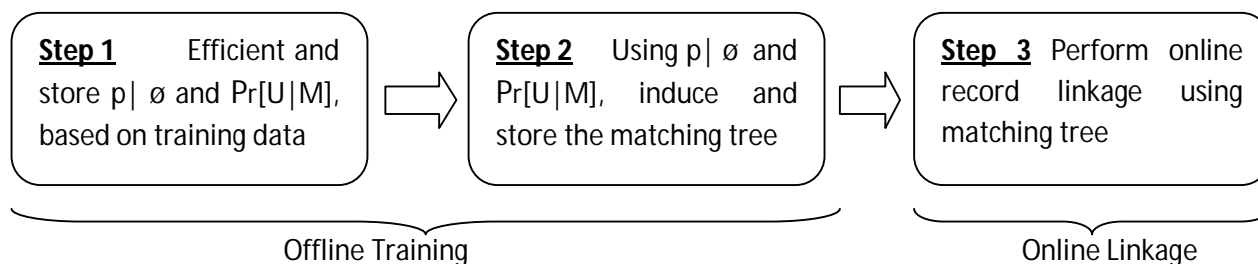 Step 1 Efficient and
store p| ø and Pr[U|M],
based on training data
Step 2 Using p| ø and
Pr[U|M], induce and
store the matching tree
Step 3 Perform online
record linkage using
matching tree
Offline Training
Online Linkage